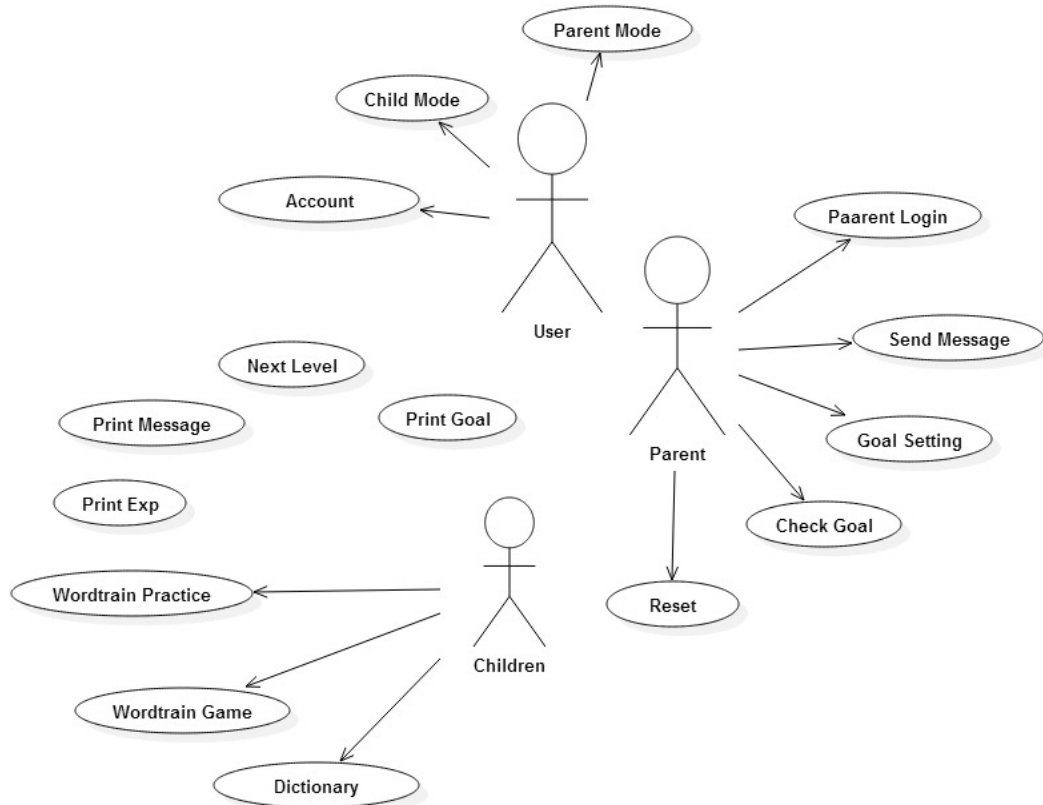 Parent Mode
Child Mode
Account
User
Paarent Login
Send Message
Goal Setting
Check Goal
Reset
Parent
Next Level
Print Goal
Print Message
Print Exp
Wordtrain Practice
Wordtrain Game
Dictionary
Children